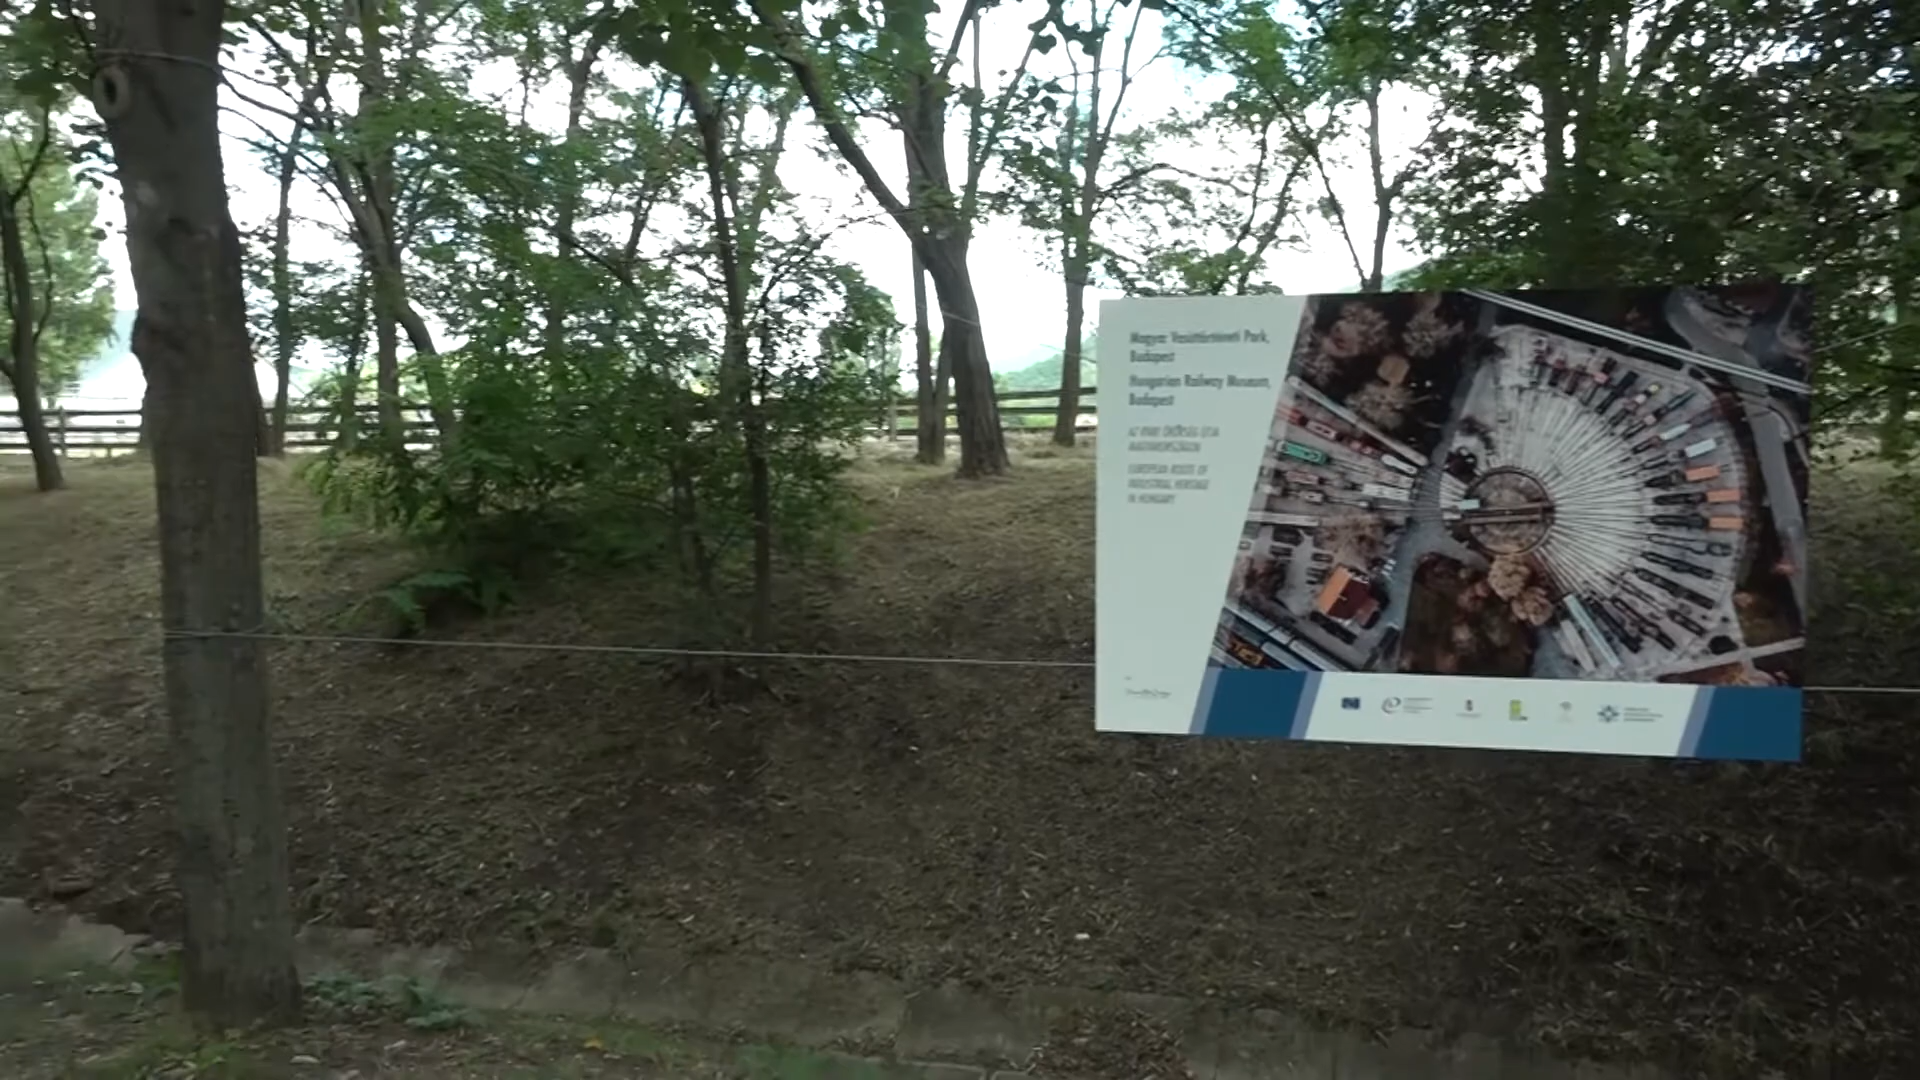 Magyar Vasúttörténeti Park,
Budapest
Hungarian Railway Museum,
Budapest
AZ IPARI ÖRÖKSÉG ÚTJA
MAGYARORSZÁGON
EUROPEAN ROUTE OF
INDUSTRIAL HERITAGE
IN HUNGARY